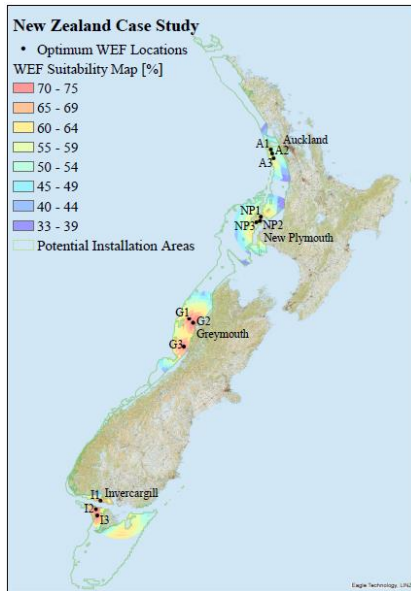 New Zealand Case Study
Optimum WEF Locations
WEF Suitability Map [%]
70 - 75
65 - 69
60 - 64
55 - 59
50 - 54
45 - 49
40 - 44
33 - 39
Potential Installation Areas
Auckland
A1
A2
A3
NP1
NP2
NP3
New Plymouth
G1
G2
Greymouth
G3
I1
Invercargill
I2
I3
Eagle Technology, LINZ